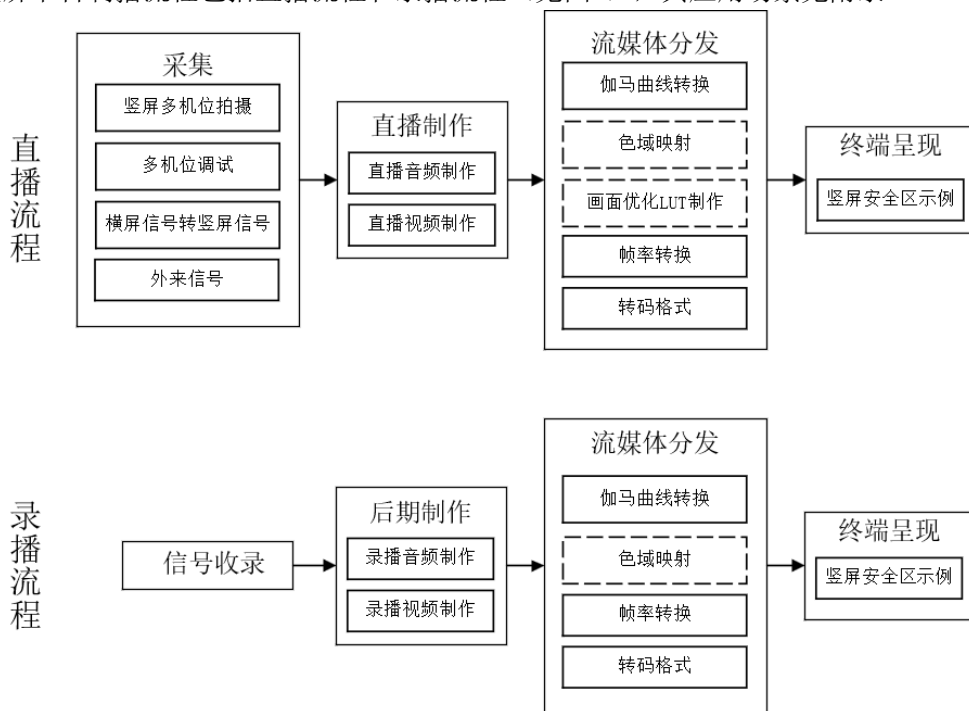 直播流程
采集
竖屏多机位拍摄
多机位调试
横屏信号转竖屏信号
外来信号
直播制作
直播音频制作
直播视频制作
流媒体分发
伽马曲线转换
色域映射
画面优化LUT制作
帧率转换
转码格式
终端呈现
竖屏安全区示例
录播流程
信号收录
后期制作
录播音频制作
录播视频制作
流媒体分发
伽马曲线转换
色域映射
帧率转换
转码格式
终端呈现
竖屏安全区示例